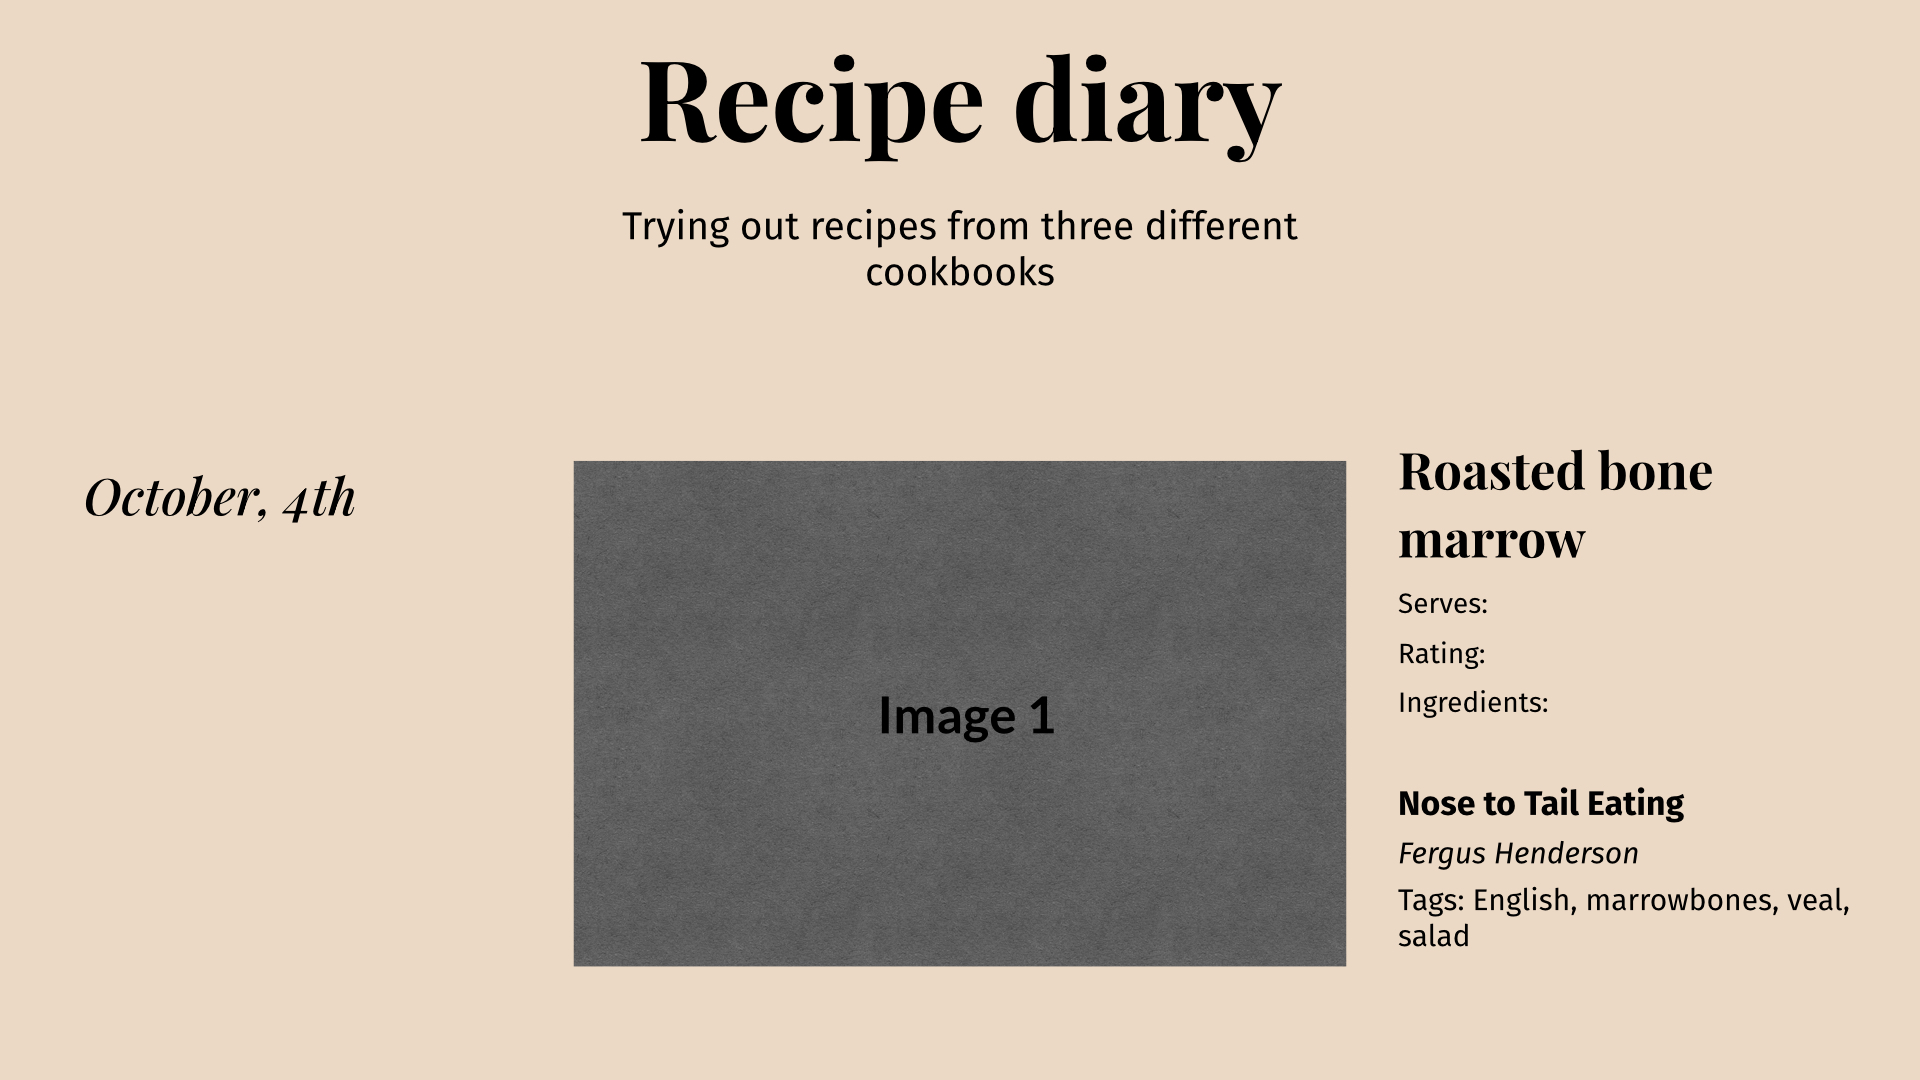 Recipe diary
Trying out recipes from three different
cookbooks
October, 4th
Image 1
Roasted bone
marrow
Serves:
Rating:
Ingredients:
Nose to Tail Eating
Fergus Henderson
Tags: English, marrowbones, veal,
salad